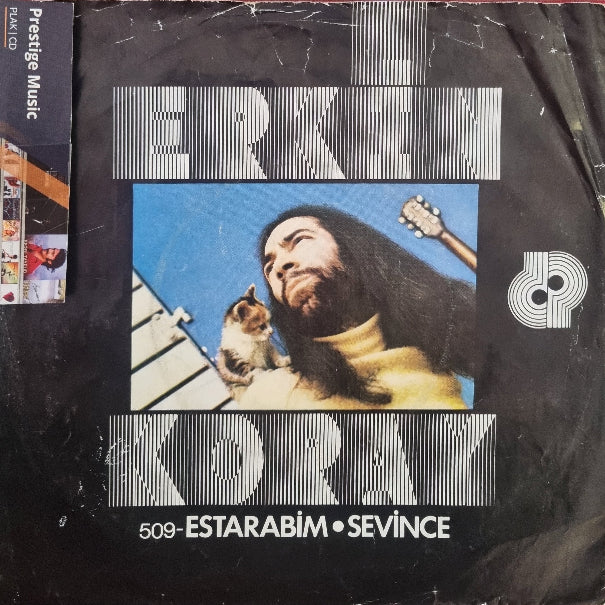 Prestige Music
PLAK | CD
ERKİN
KORAY
509-ESTARABİM • SEVİNCE